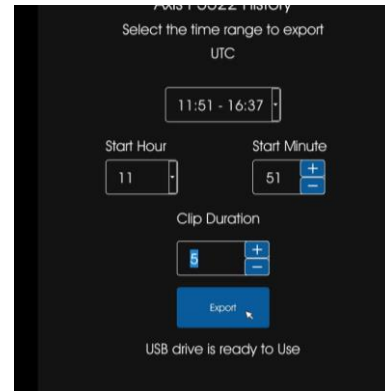 Select the time range to export
UTC
11:51 - 16:37
Start Hour
Start Minute
11
51
Clip Duration
5
Export
USB drive is ready to Use